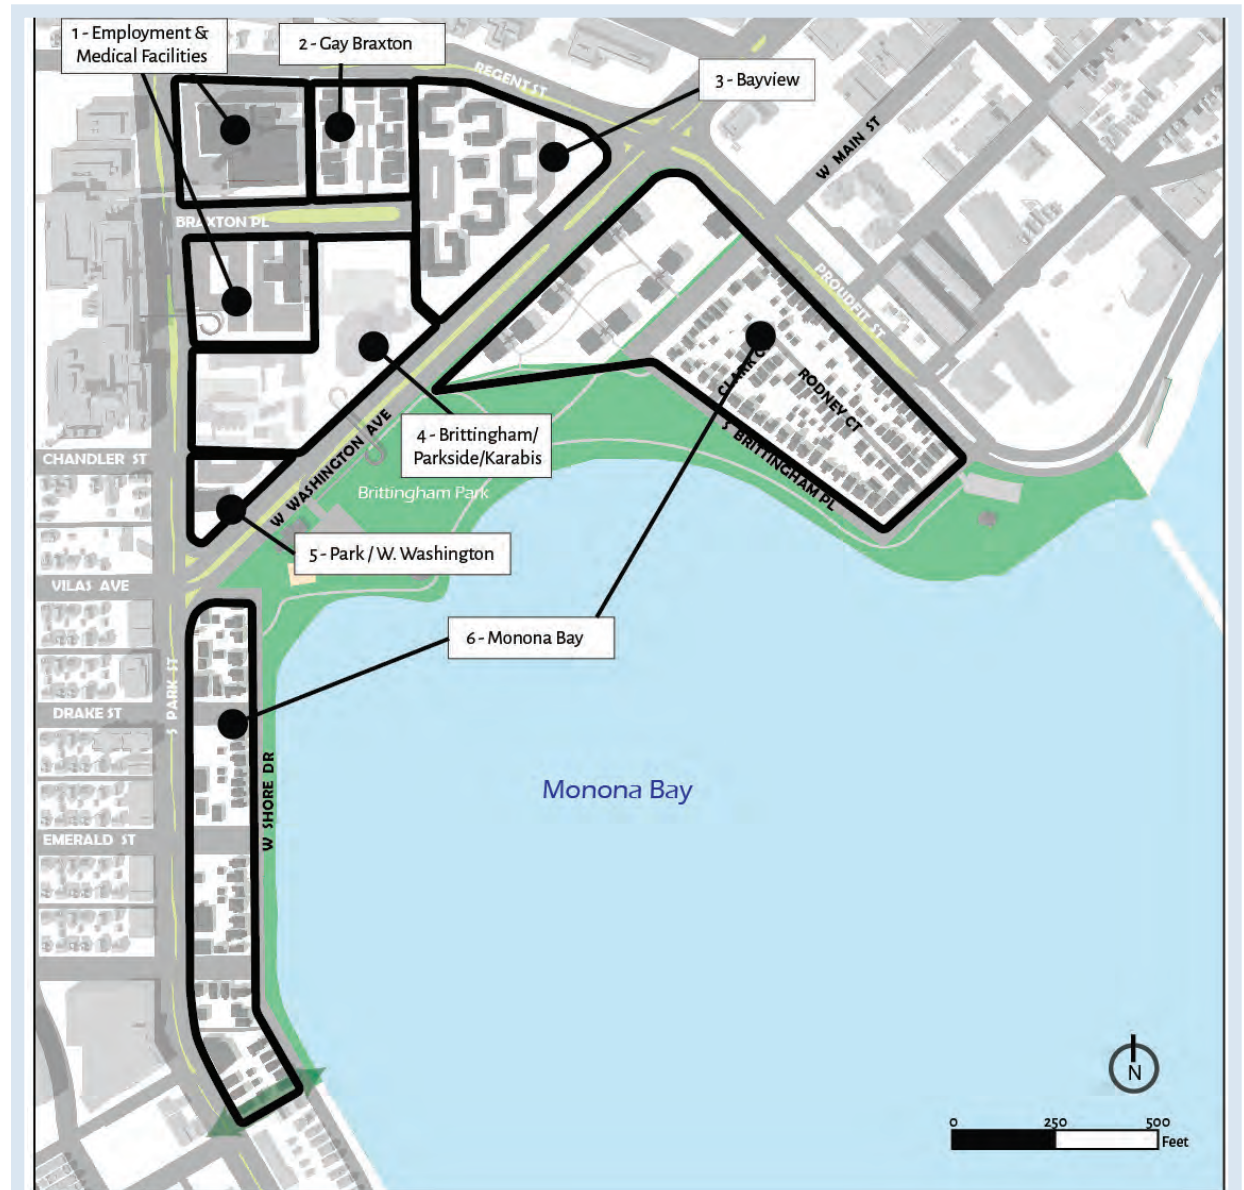 1 - Employment &
Medical Facilities
2 - Gay Braxton
REGENT ST
3 - Bayview
W MAIN ST
BRAXTON PL
PROUDFIT ST
CLARK C
RODNEY CT
S BRITTINGHAM PL
W WASHINGTON AVE
4 - Brittingham/
Parkside/Karabis
CHANDLER ST
Brittingham Park
5 - Park / W. Washington
VILAS AVE
6 - Monona Bay
S PARK ST
DRAKE ST
W SHORE DR
Monona Bay
EMERALD ST
N
0 250 500
Feet